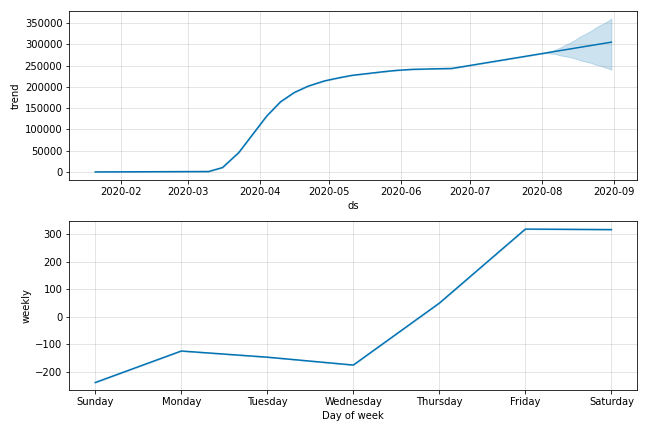 350000
300000
250000
200000
150000
100000
50000
0
trend
2020-02 2020-03 2020-04 2020-05 2020-06 2020-07 2020-08 2020-09
ds
300
200
100
0
−100
−200
weekly
Sunday Monday Tuesday Wednesday Thursday Friday Saturday
Day of week